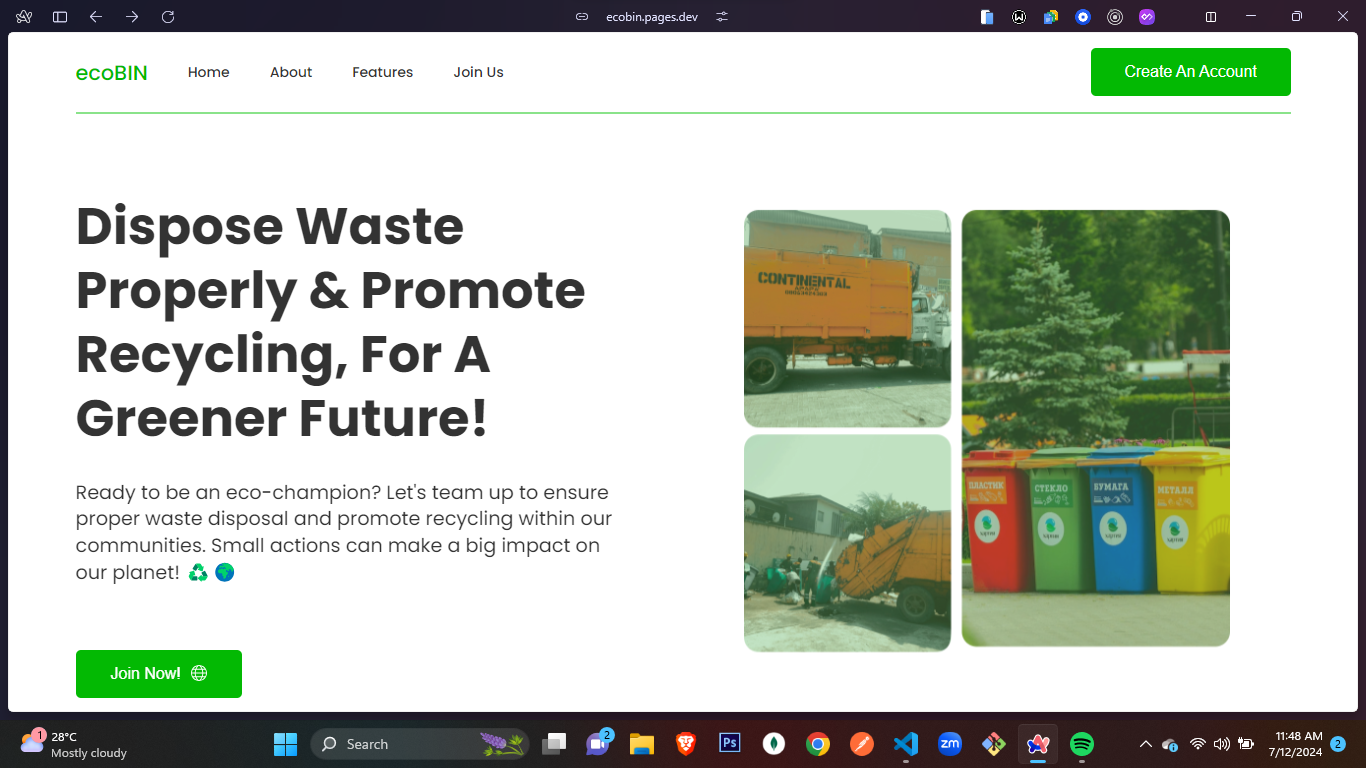 ecobin.pages.dev
ecoBIN
Home
About
Features
Join Us
Create An Account
Dispose Waste
Properly & Promote
Recycling, For A
Greener Future!
Ready to be an eco-champion? Let's team up to ensure
proper waste disposal and promote recycling within our
communities. Small actions can make a big impact on
our planet! ♻️ 🌍
Join Now!
CONTINENTAL
ПЛАСТИК
СТЕКЛО
БУМАГА
МЕТАЛЛ
1
28°C
Mostly cloudy
Search
2
Ps
zm
11:48 AM
7/12/2024
2